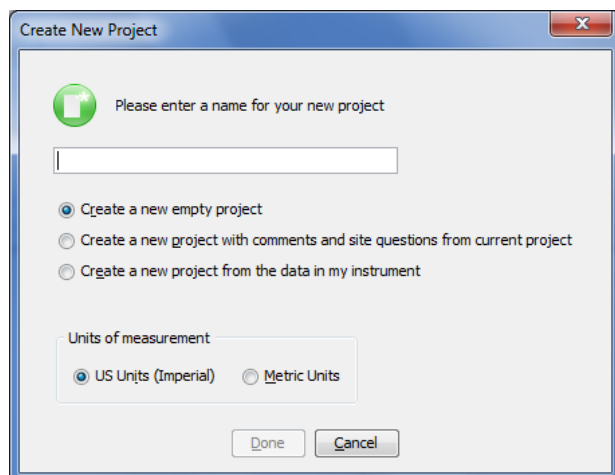 Create New Project
Please enter a name for your new project
Create a new empty project
Create a new project with comments and site questions from current project
Create a new project from the data in my instrument
Units of measurement
US Units (Imperial) Metric Units
Done Cancel